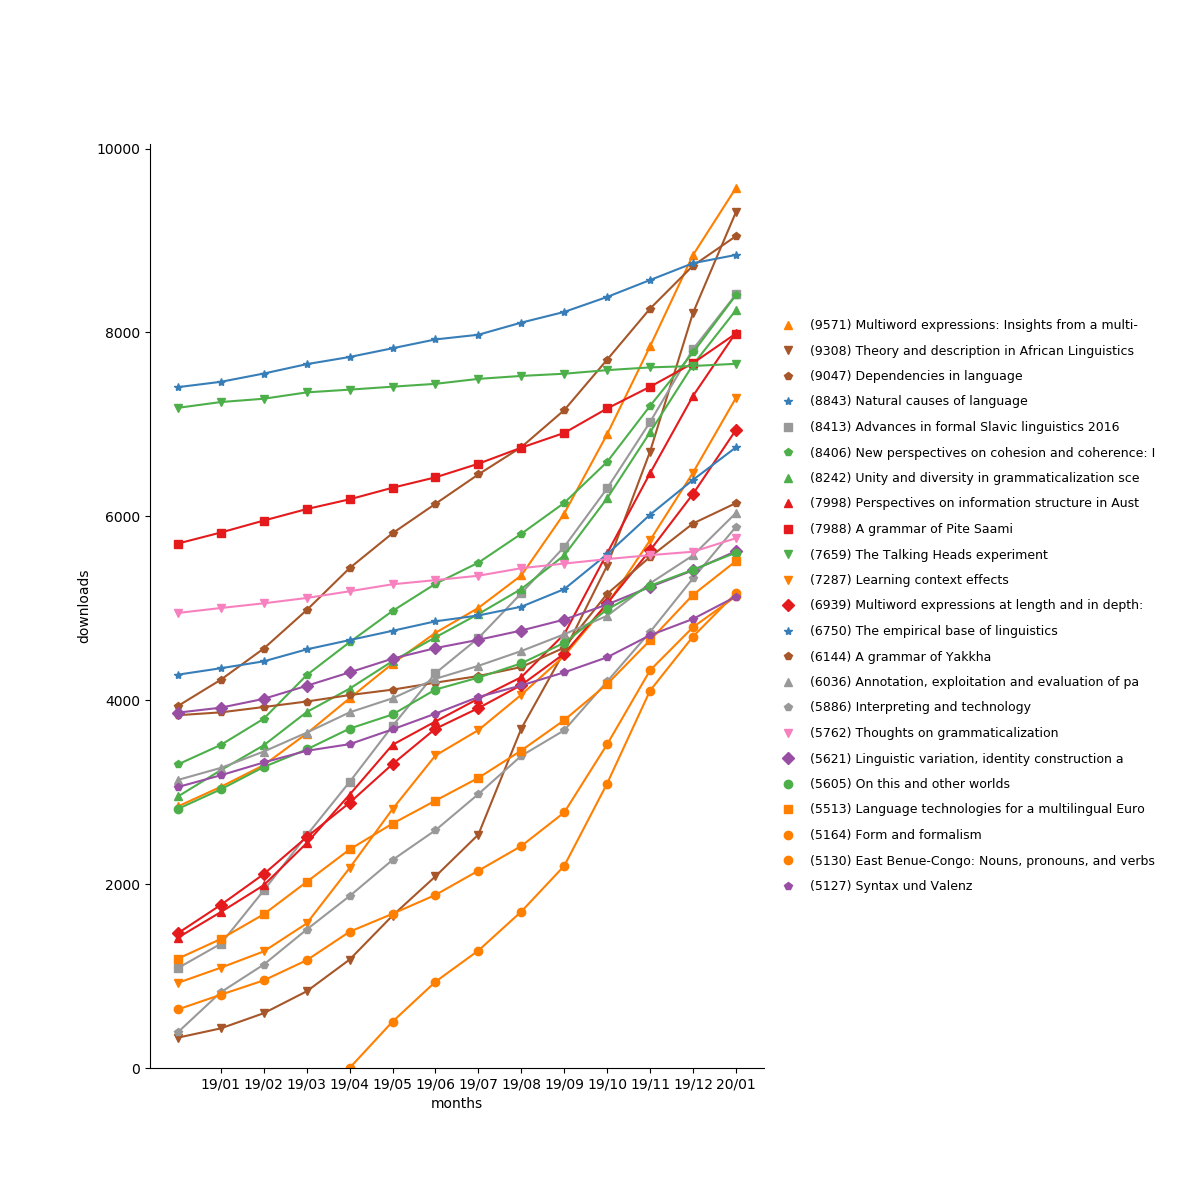 10000
8000
6000
4000
2000
0
downloads
19/01 19/02 19/03 19/04 19/05 19/06 19/07 19/08 19/09 19/10 19/11 19/12 20/01
months
(9571) Multiword expressions: Insights from a multi-
(9308) Theory and description in African Linguistics
(9047) Dependencies in language
(8843) Natural causes of language
(8413) Advances in formal Slavic linguistics 2016
(8406) New perspectives on cohesion and coherence: I
(8242) Unity and diversity in grammaticalization sce
(7998) Perspectives on information structure in Aust
(7988) A grammar of Pite Saami
(7659) The Talking Heads experiment
(7287) Learning context effects
(6939) Multiword expressions at length and in depth:
(6750) The empirical base of linguistics
(6144) A grammar of Yakkha
(6036) Annotation, exploitation and evaluation of pa
(5886) Interpreting and technology
(5762) Thoughts on grammaticalization
(5621) Linguistic variation, identity construction a
(5605) On this and other worlds
(5513) Language technologies for a multilingual Euro
(5164) Form and formalism
(5130) East Benue-Congo: Nouns, pronouns, and verbs
(5127) Syntax und Valenz